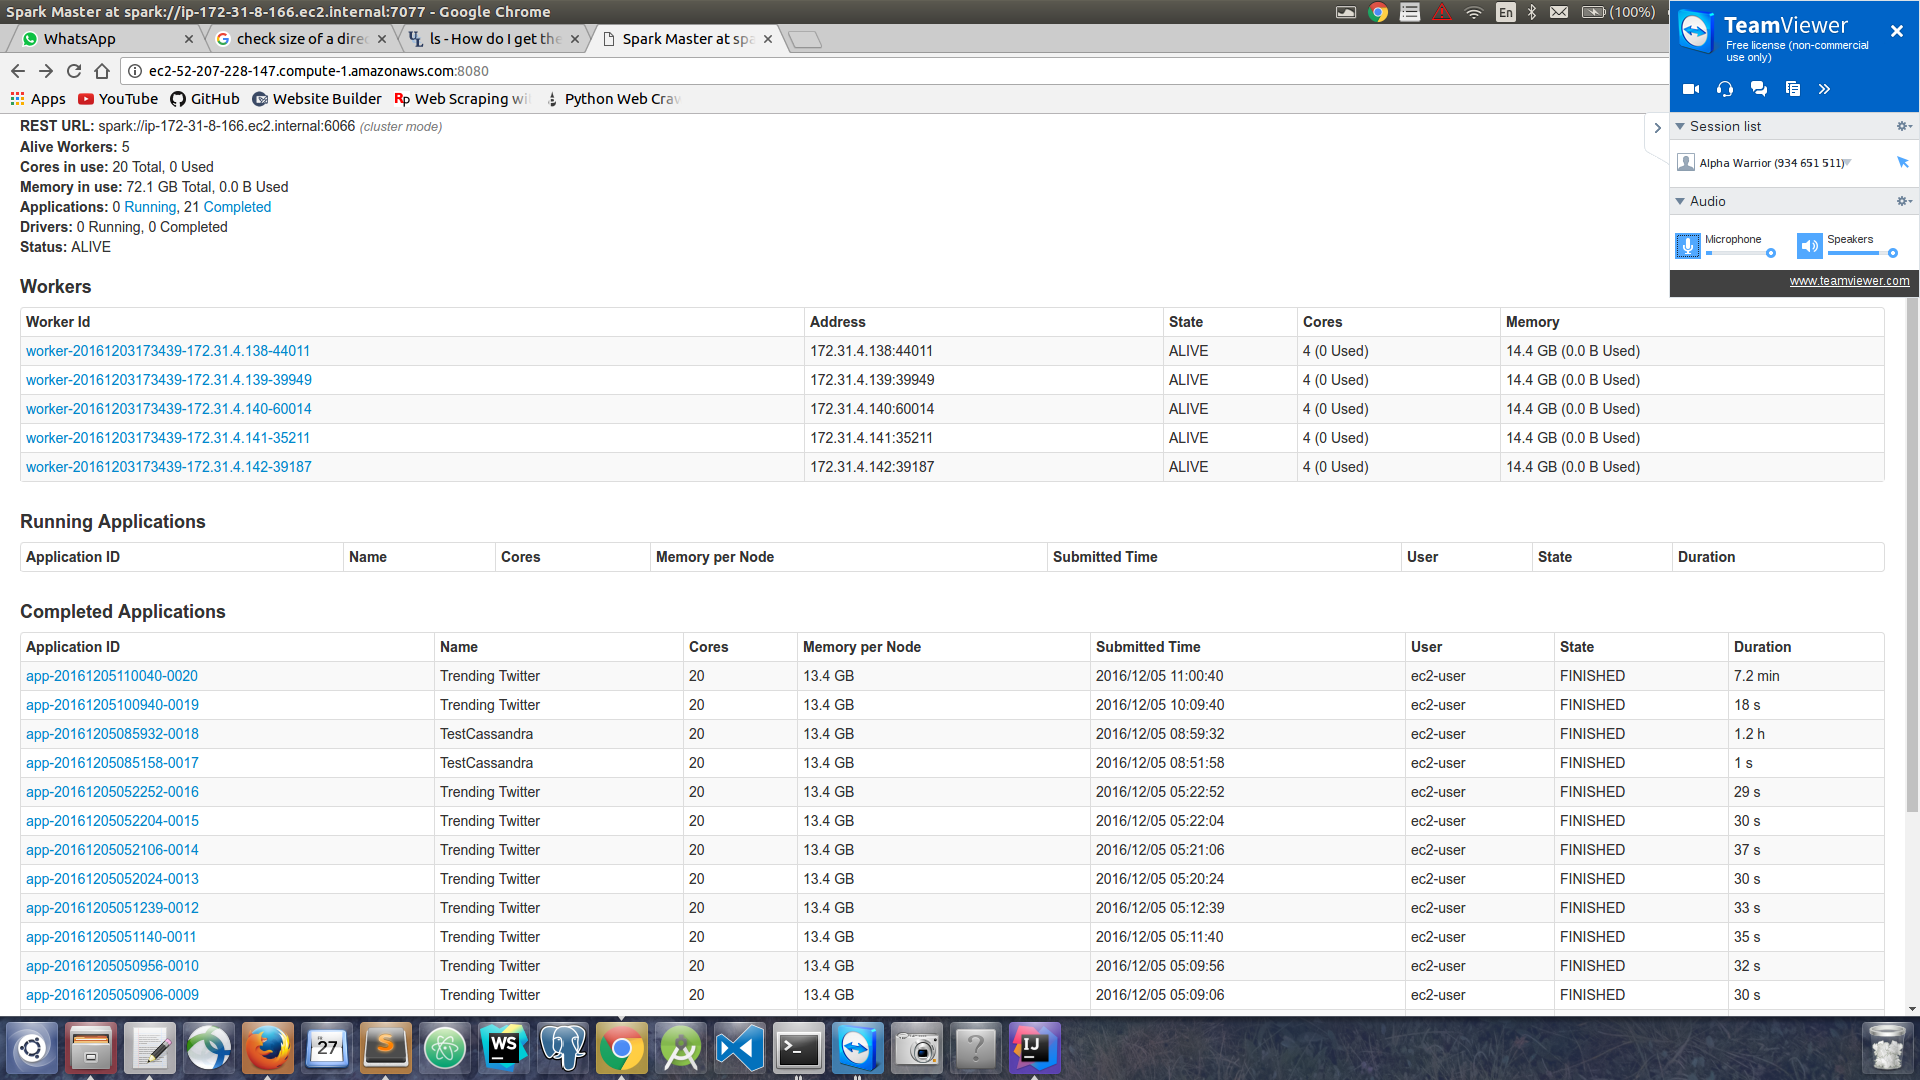 Spark Master at spark://ip-172-31-8-166.ec2.internal:7077 - Google Chrome
En
(100%)
WhatsApp
check size of a dire
ls - How do I get the
Spark Master at spa
ec2-52-207-228-147.compute-1.amazonaws.com:8080
Apps YouTube GitHub Website Builder Web Scraping wi Python Web Craw
TeamViewer
Free license (non-commercial
use only)
Session list
Alpha Warrior (934 651 511)
Audio
Microphone
Speakers
www.teamviewer.com
REST URL: spark://ip-172-31-8-166.ec2.internal:6066 (cluster mode)
Alive Workers: 5
Cores in use: 20 Total, 0 Used
Memory in use: 72.1 GB Total, 0.0 B Used
Applications: 0 Running, 21 Completed
Drivers: 0 Running, 0 Completed
Status: ALIVE
Workers
Worker Id Address State Cores Memory
worker-20161203173439-172.31.4.138-44011 172.31.4.138:44011 ALIVE 4 (0 Used) 14.4 GB (0.0 B Used)
worker-20161203173439-172.31.4.139-39949 172.31.4.139:39949 ALIVE 4 (0 Used) 14.4 GB (0.0 B Used)
worker-20161203173439-172.31.4.140-60014 172.31.4.140:60014 ALIVE 4 (0 Used) 14.4 GB (0.0 B Used)
worker-20161203173439-172.31.4.141-35211 172.31.4.141:35211 ALIVE 4 (0 Used) 14.4 GB (0.0 B Used)
worker-20161203173439-172.31.4.142-39187 172.31.4.142:39187 ALIVE 4 (0 Used) 14.4 GB (0.0 B Used)
Running Applications
Application ID Name Cores Memory per Node Submitted Time User State Duration
Completed Applications
Application ID Name Cores Memory per Node Submitted Time User State Duration
app-20161205110040-0020 Trending Twitter 20 13.4 GB 2016/12/05 11:00:40 ec2-user FINISHED 7.2 min
app-20161205100940-0019 Trending Twitter 20 13.4 GB 2016/12/05 10:09:40 ec2-user FINISHED 18 s
app-20161205085932-0018 TestCassandra 20 13.4 GB 2016/12/05 08:59:32 ec2-user FINISHED 1.2 h
app-20161205085158-0017 TestCassandra 20 13.4 GB 2016/12/05 08:51:58 ec2-user FINISHED 1 s
app-20161205052252-0016 Trending Twitter 20 13.4 GB 2016/12/05 05:22:52 ec2-user FINISHED 29 s
app-20161205052204-0015 Trending Twitter 20 13.4 GB 2016/12/05 05:22:04 ec2-user FINISHED 30 s
app-20161205052106-0014 Trending Twitter 20 13.4 GB 2016/12/05 05:21:06 ec2-user FINISHED 37 s
app-20161205052024-0013 Trending Twitter 20 13.4 GB 2016/12/05 05:20:24 ec2-user FINISHED 30 s
app-20161205051239-0012 Trending Twitter 20 13.4 GB 2016/12/05 05:12:39 ec2-user FINISHED 33 s
app-20161205051140-0011 Trending Twitter 20 13.4 GB 2016/12/05 05:11:40 ec2-user FINISHED 35 s
app-20161205050956-0010 Trending Twitter 20 13.4 GB 2016/12/05 05:09:56 ec2-user FINISHED 32 s
app-20161205050906-0009 Trending Twitter 20 13.4 GB 2016/12/05 05:09:06 ec2-user FINISHED 30 s
27
S
WS
>_
?
IJ